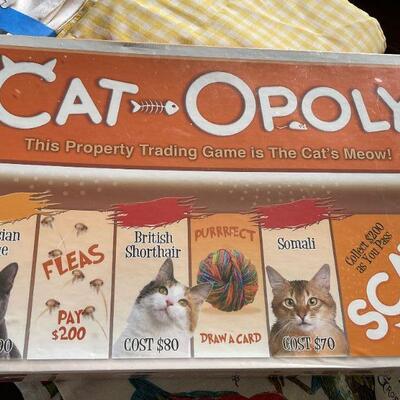 CAT-OPOLY
This Property Trading Game is The Cat's Meow!
FLEAS
PAY
$200
British
Shorthair
COST $80
PURRRFECT
DRAW A CARD
Somali
COST $70
Collect $200
as You Pass